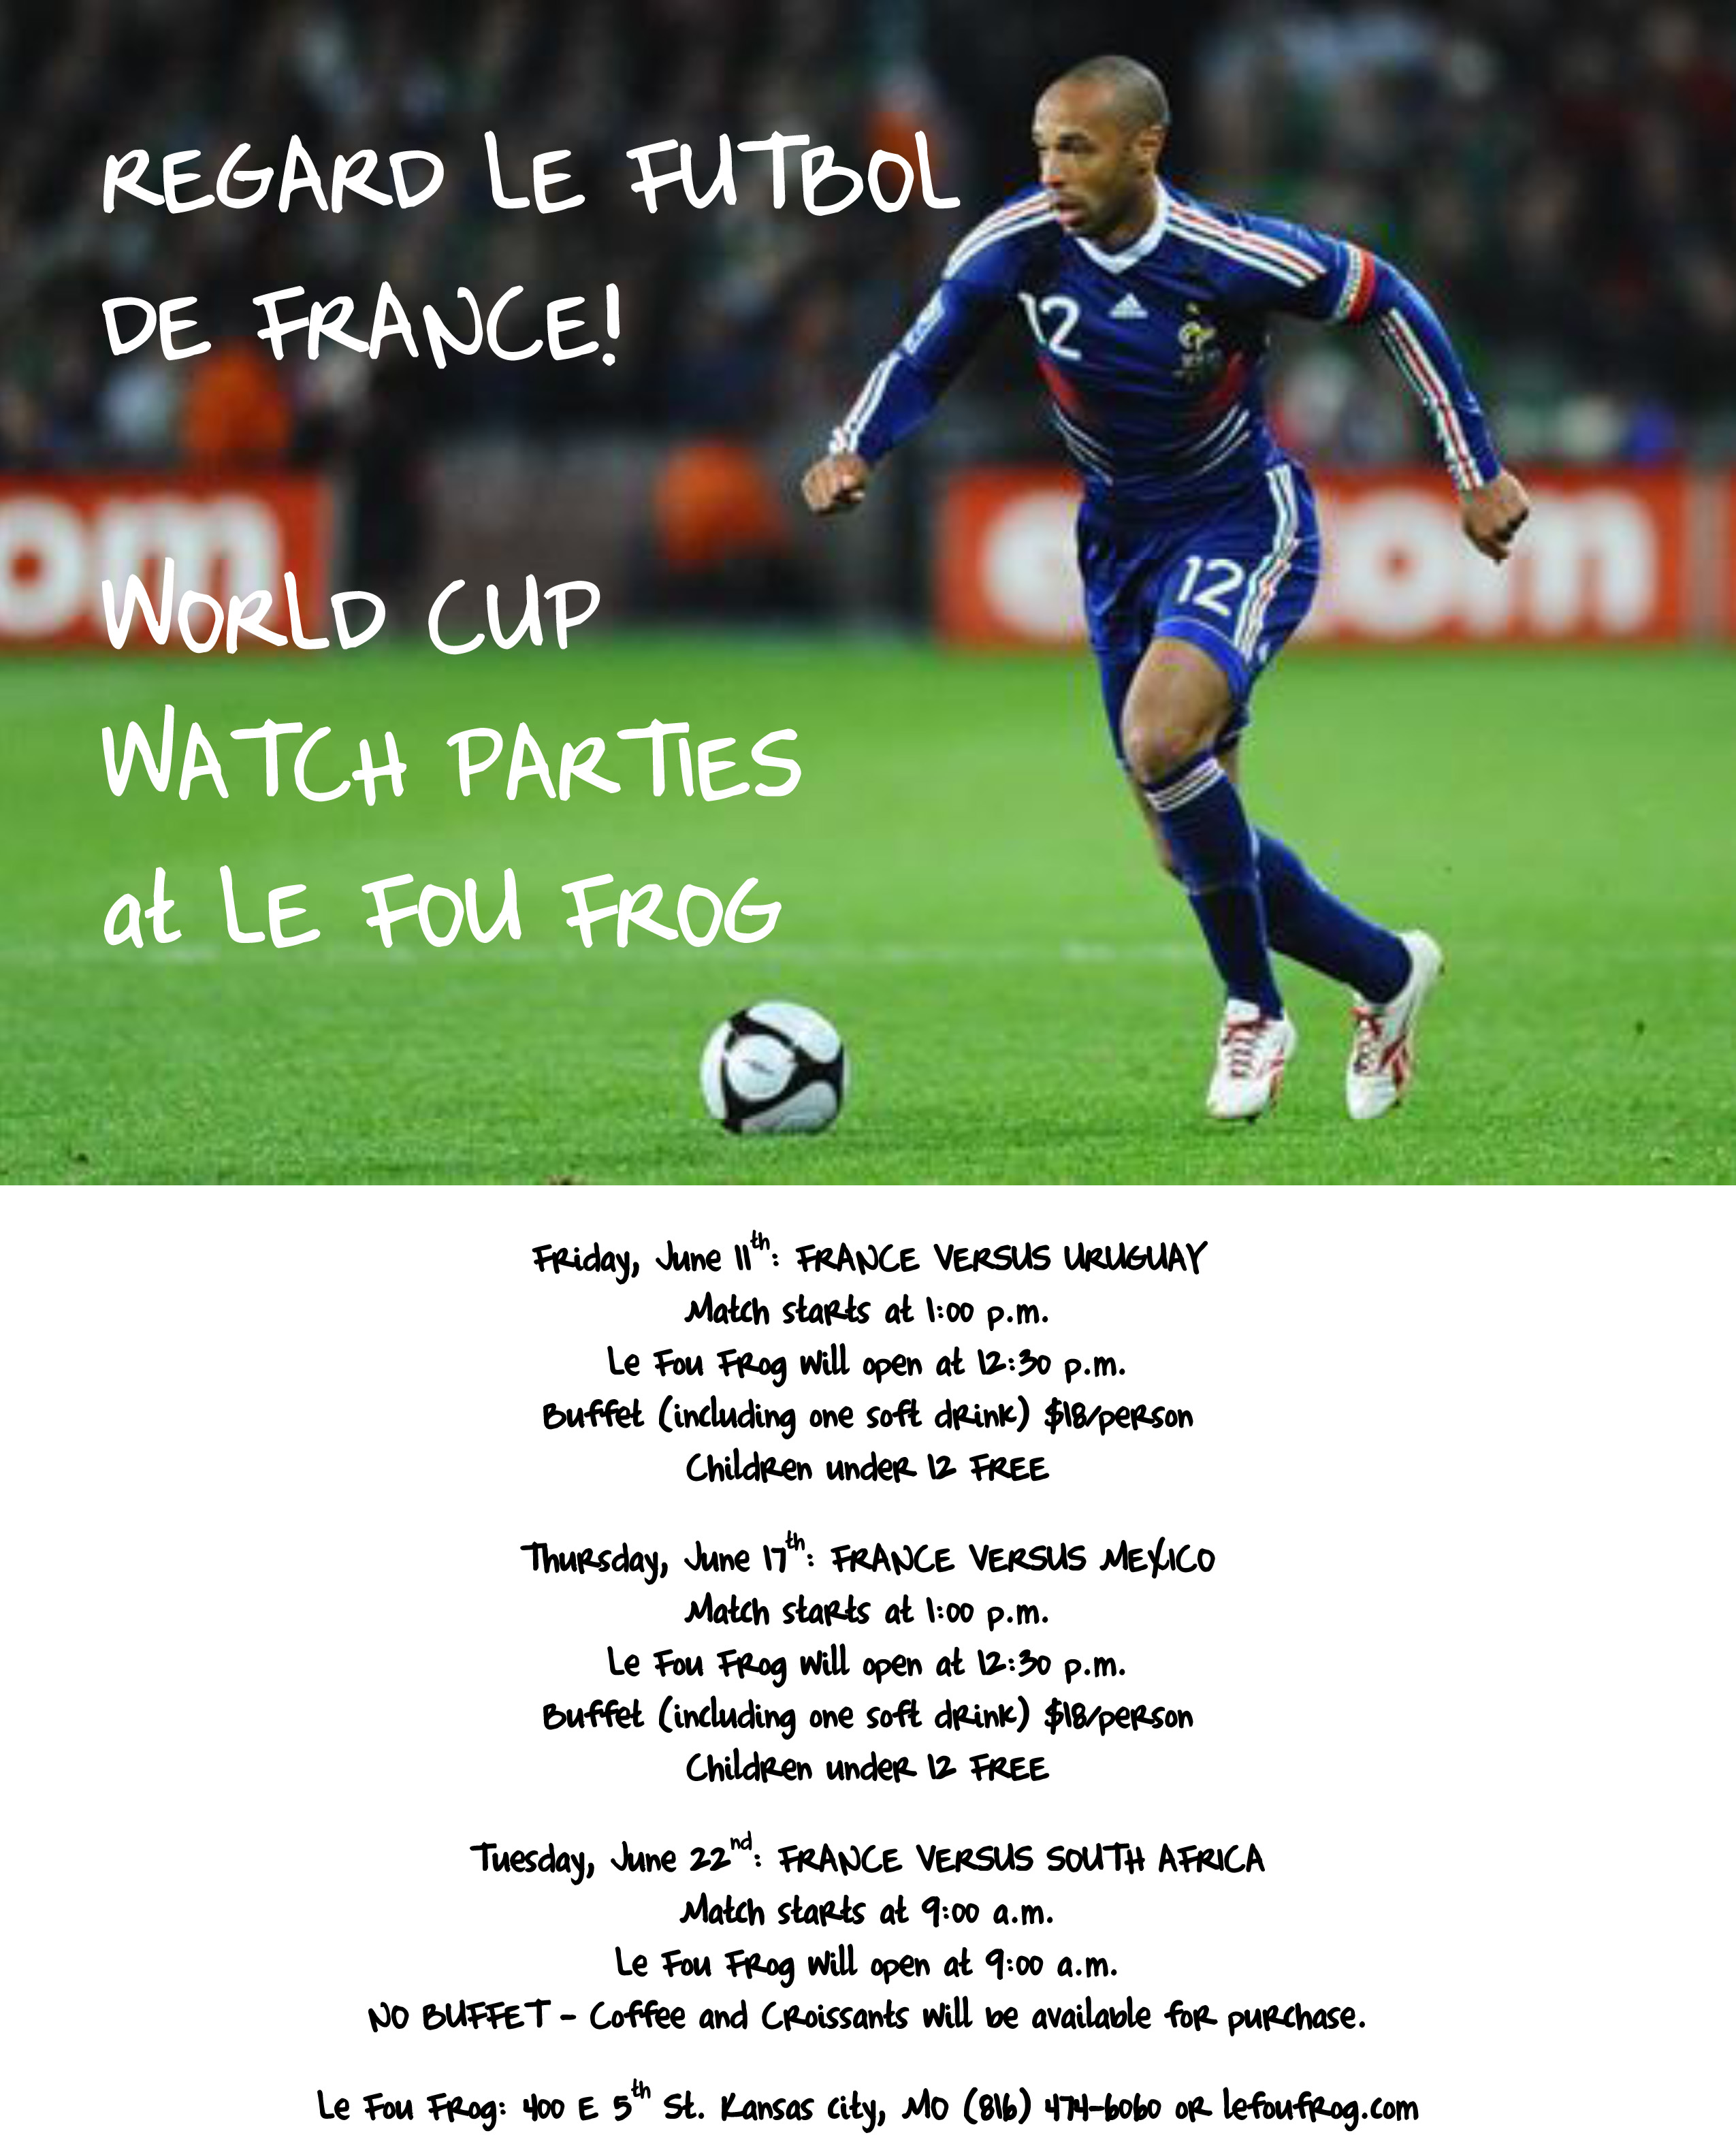 REGARD LE FUTBOL
DE FRANCE!
WORLD CUP
WATCH PARTIES
at LE FOU FROG
12
12
om
e.com
Friday, June 11th: FRANCE VERSUS URUGUAY
Match starts at 1:00 p.m.
Le Fou Frog will open at 12:30 p.m.
Buffet (including one soft drink) $18/person
Children under 12 FREE
Thursday, June 17th: FRANCE VERSUS MEXICO
Match starts at 1:00 p.m.
Le Fou Frog will open at 12:30 p.m.
Buffet (including one soft drink) $18/person
Children under 12 FREE
Tuesday, June 22nd: FRANCE VERSUS SOUTH AFRICA
Match starts at 9:00 a.m.
Le Fou Frog will open at 9:00 a.m.
NO BUFFET - Coffee and Croissants will be available for purchase.
Le Fou Frog: 400 E 5th St. Kansas city, MO (816) 474-6060 or lefoufrog.com